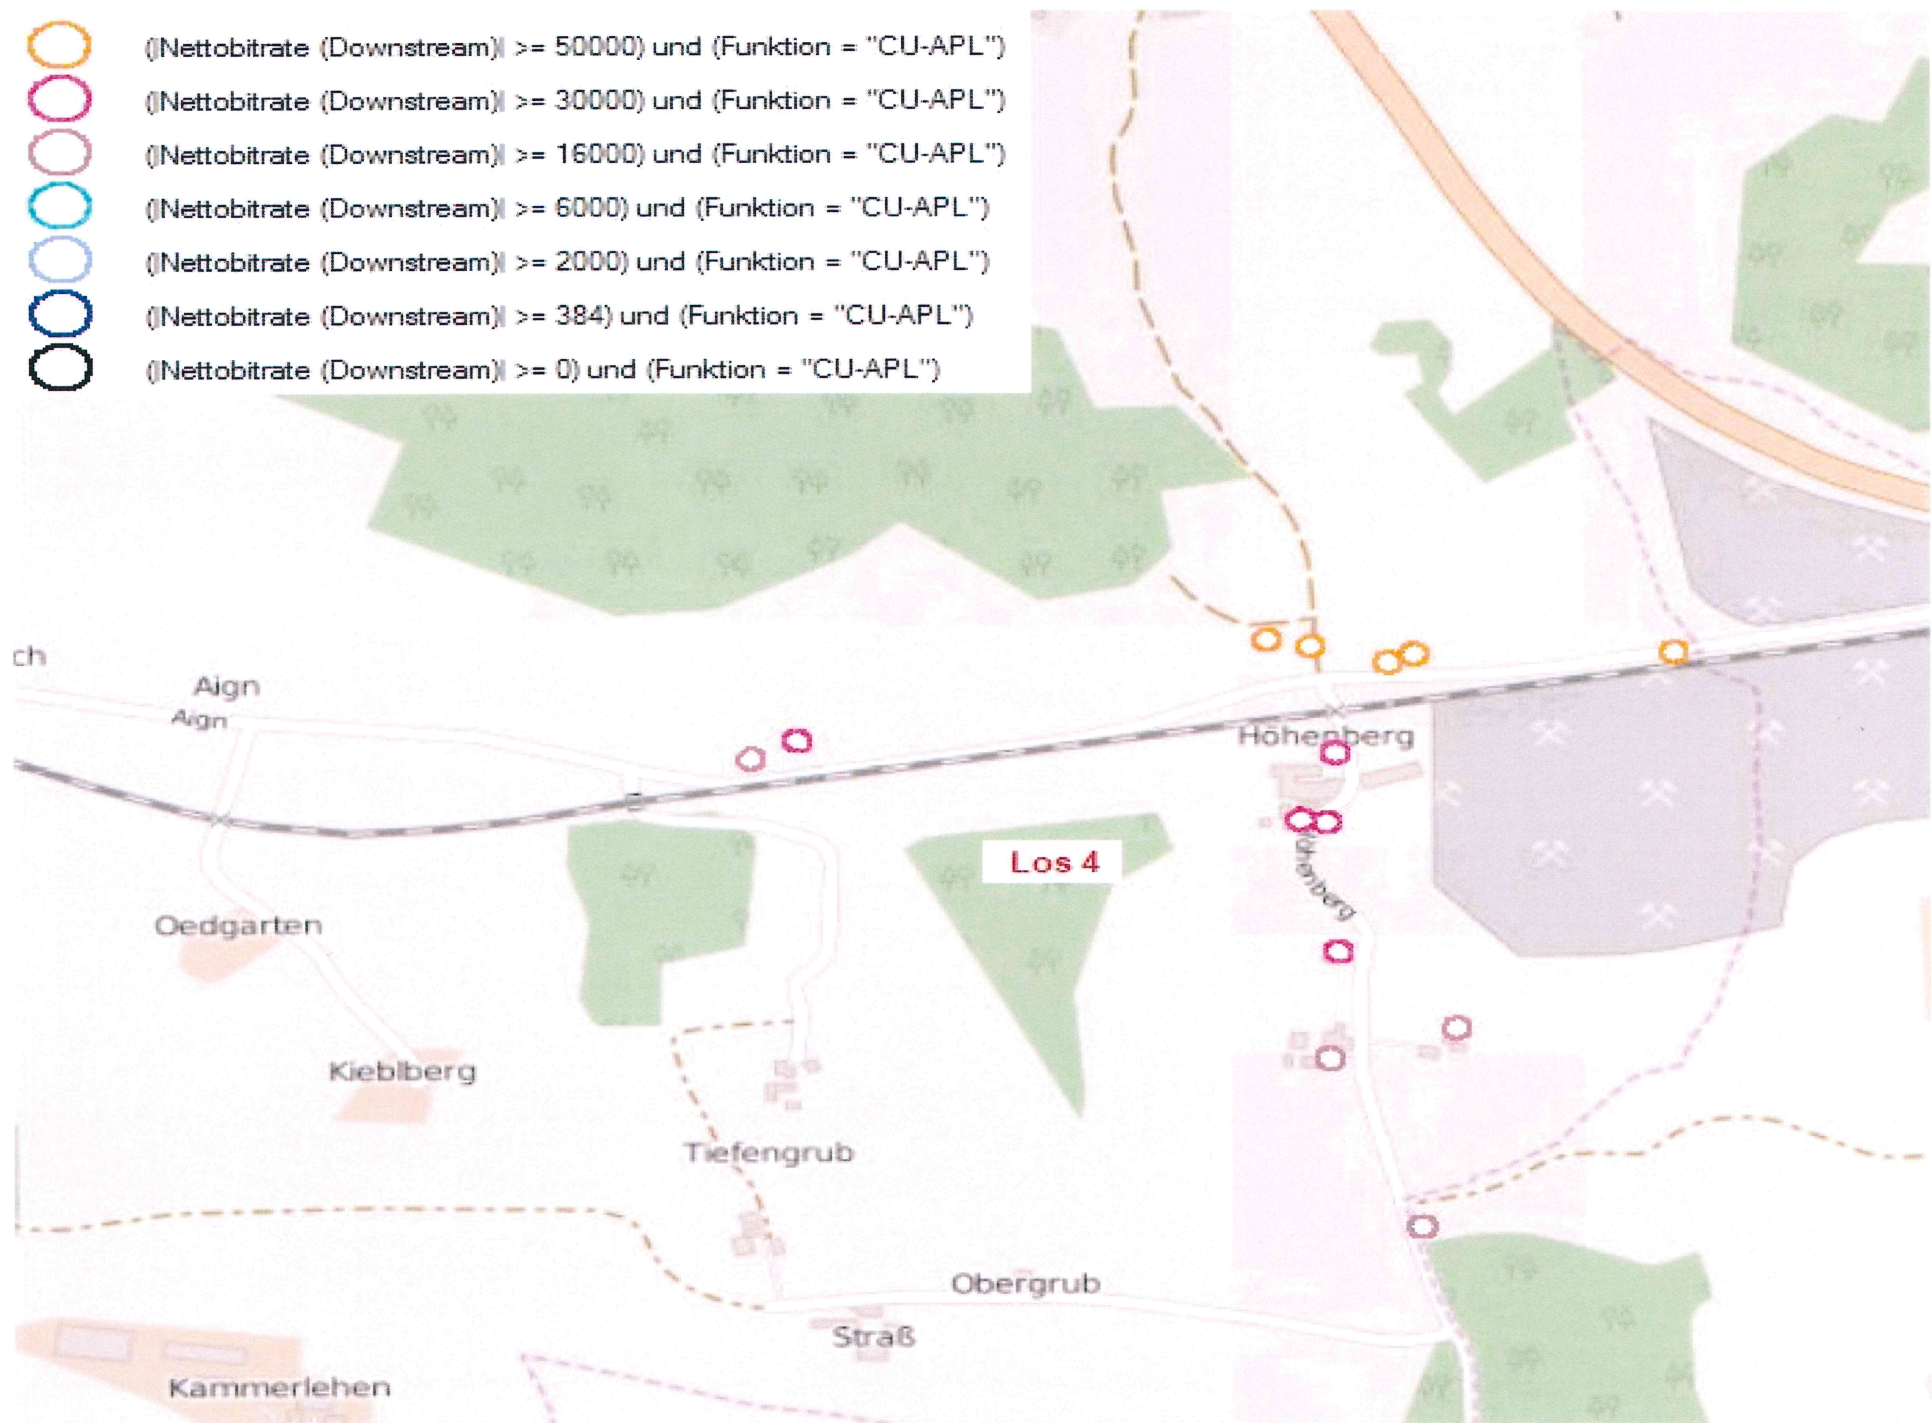 (|Nettobitrate (Downstream)| >= 50000) und (Funktion = "CU-APL")
(|Nettobitrate (Downstream)| >= 30000) und (Funktion = "CU-APL")
(|Nettobitrate (Downstream)| >= 16000) und (Funktion = "CU-APL")
(|Nettobitrate (Downstream)| >= 6000) und (Funktion = "CU-APL")
(|Nettobitrate (Downstream)| >= 2000) und (Funktion = "CU-APL")
(|Nettobitrate (Downstream)| >= 384) und (Funktion = "CU-APL")
(|Nettobitrate (Downstream)| >= 0) und (Funktion = "CU-APL")
ch
Aign
Aign
Höhenberg
Los 4
Höhenberg
Oedgarten
Kieblberg
Tiefengrub
Obergrub
Straß
Kammerlehen